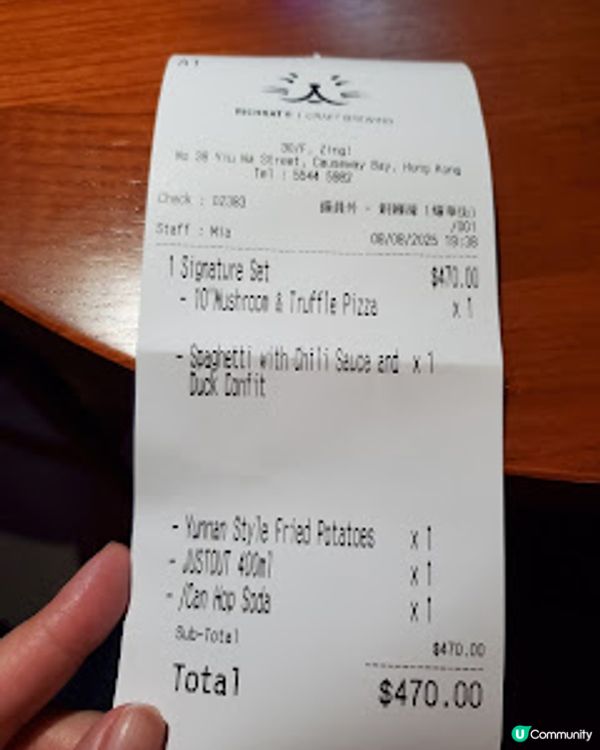 A1
CRAFT BREWING
30/F, Zing!
No 38 Yiu Wa Street, Causeway Bay, Hong Kong
Tel : 5544 5982
Check : 02383
Staff : Mia
/001
08/08/2025 19:38
1 Signature Set $470.00
- 10"Mushroom & Truffle Pizza x 1
- Spaghetti with Chili Sauce and x 1
Duck Confit
- Yunnan Style Fried Potatoes x 1
- JUSTOUT 400ml x 1
- /Can Hop Soda x 1
Sub-Total $470.00
Total $470.00
U Community